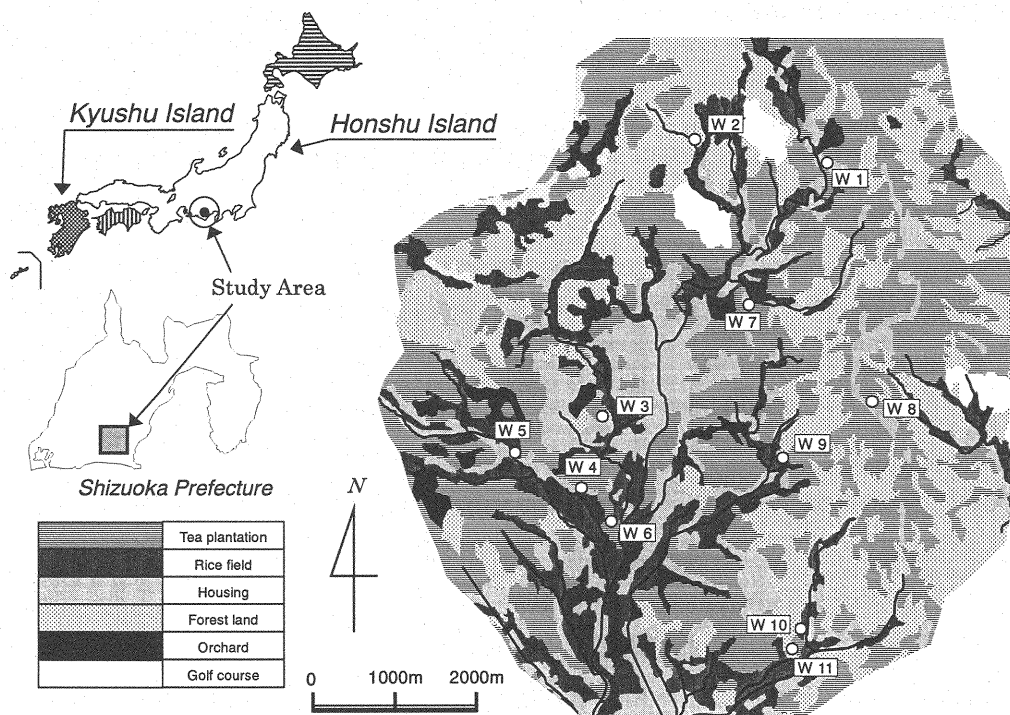 Kyushu Island
Honshu Island
Study Area
Shizuoka Prefecture
N
Tea plantation
Rice field
Housing
Forest land
Orchard
Golf course
0 1000m 2000m
W 2
W 1
W 7
W 3
W 8
W 5
W 9
W 4
W 6
W 10
W 11